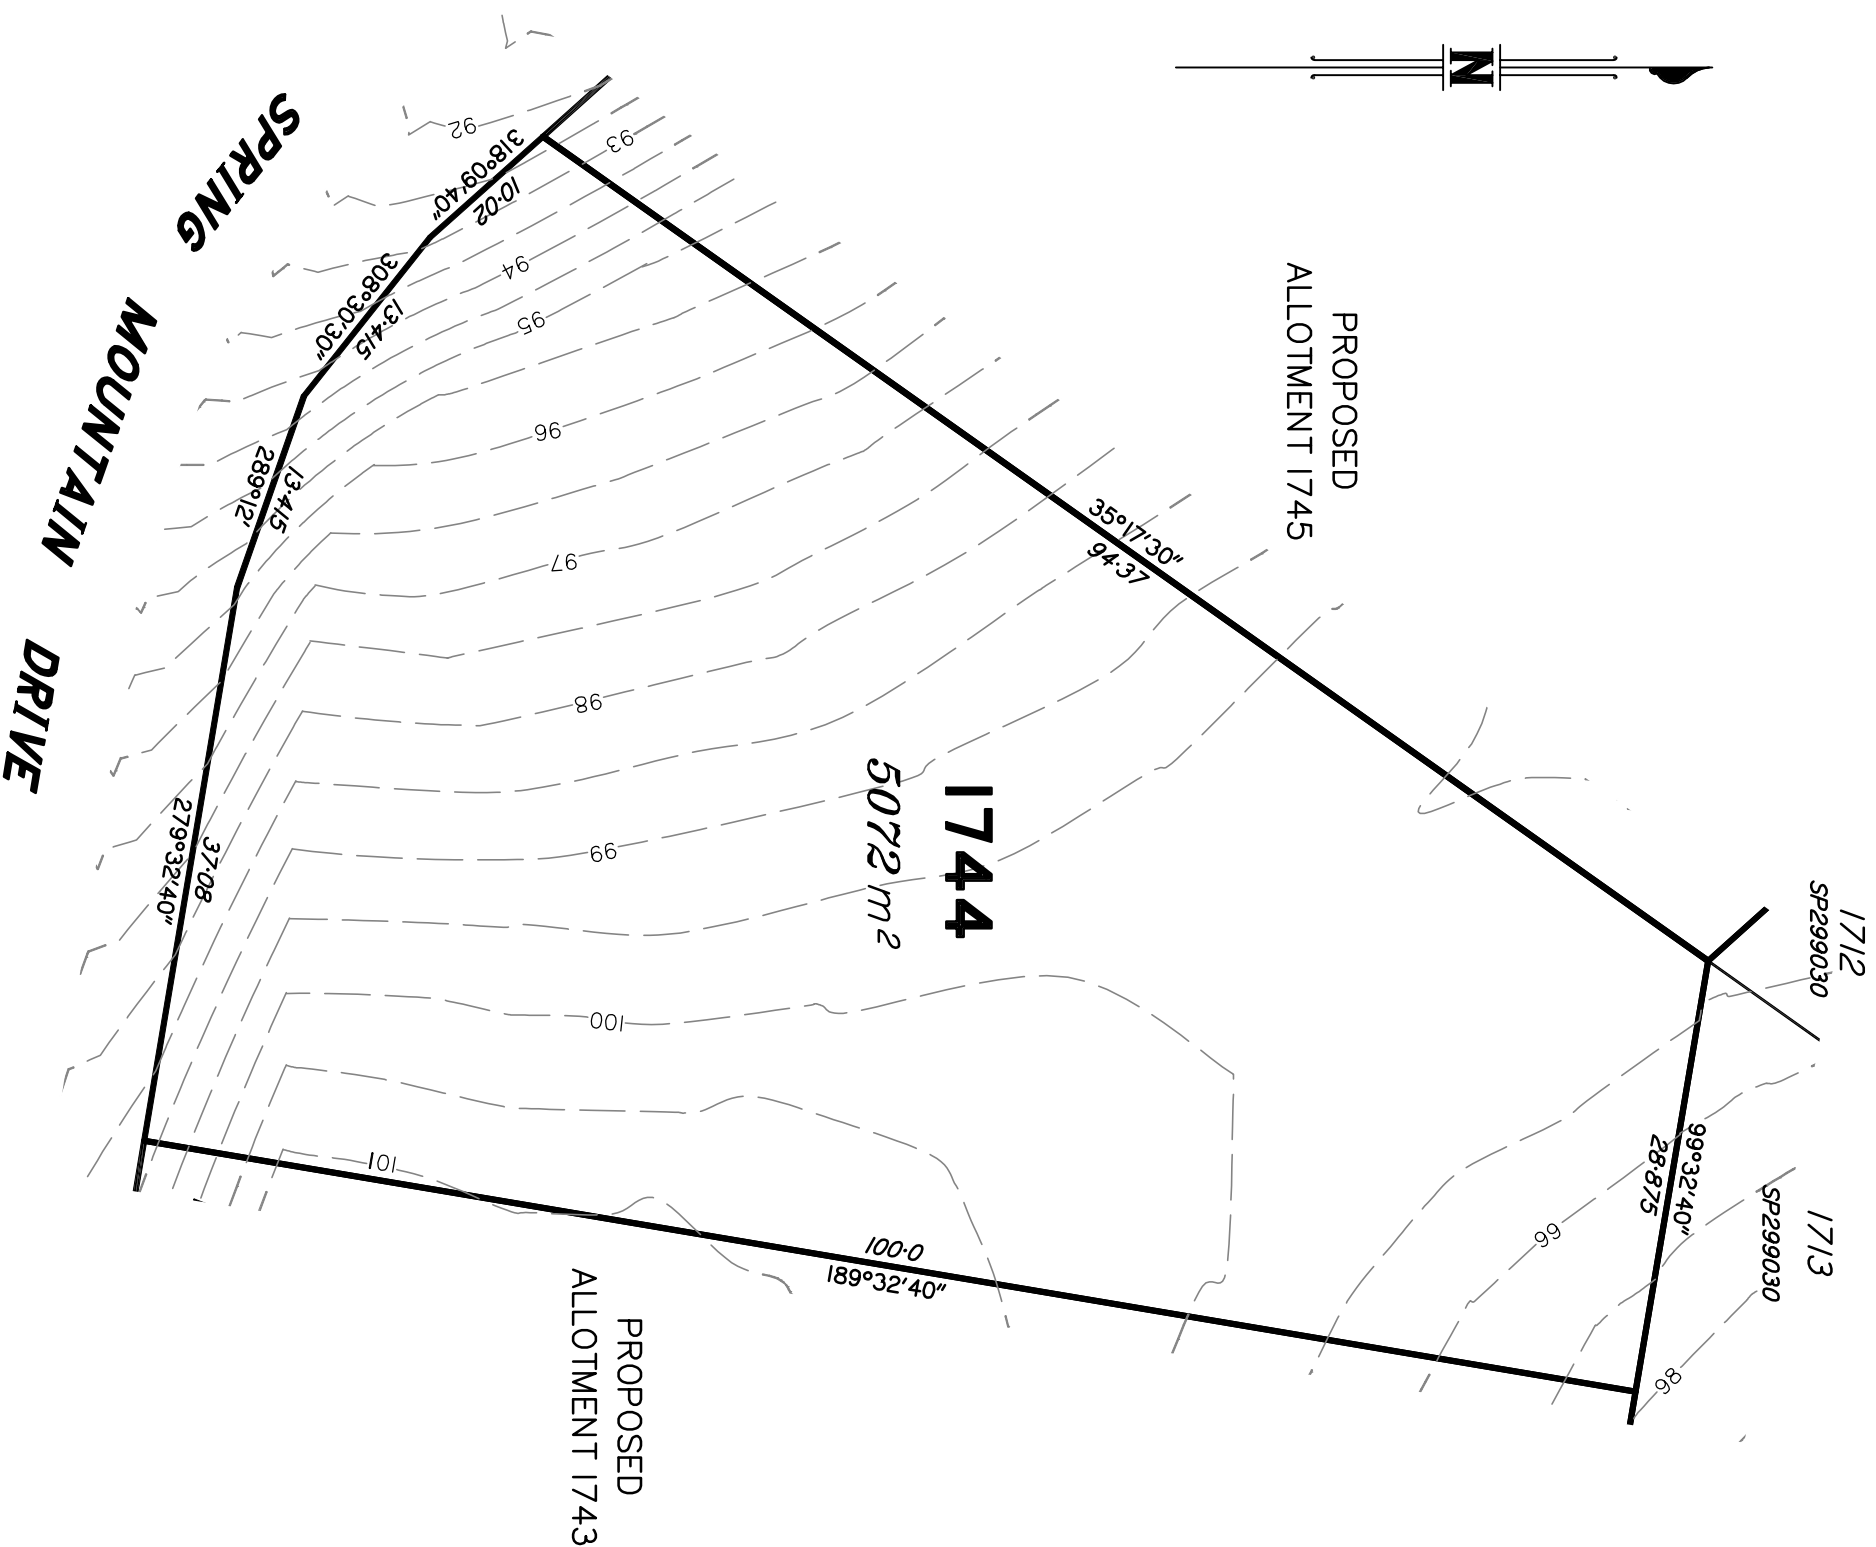 N
SPRING
MOUNTAIN
DRIVE
PROPOSED
ALLOTMENT 1745
1712
SP299030
1713
SP299030
PROPOSED
ALLOTMENT 1743
1744
5072 m²
318°09'40"
10·02
308°30'30"
13·415
289°12'
13·415
279°32'40"
37·08
35°17'30"
94·37
99°32'40"
28·875
100·0
189°32'40"
92
93
94
95
96
97
98
99
100
101
99
98